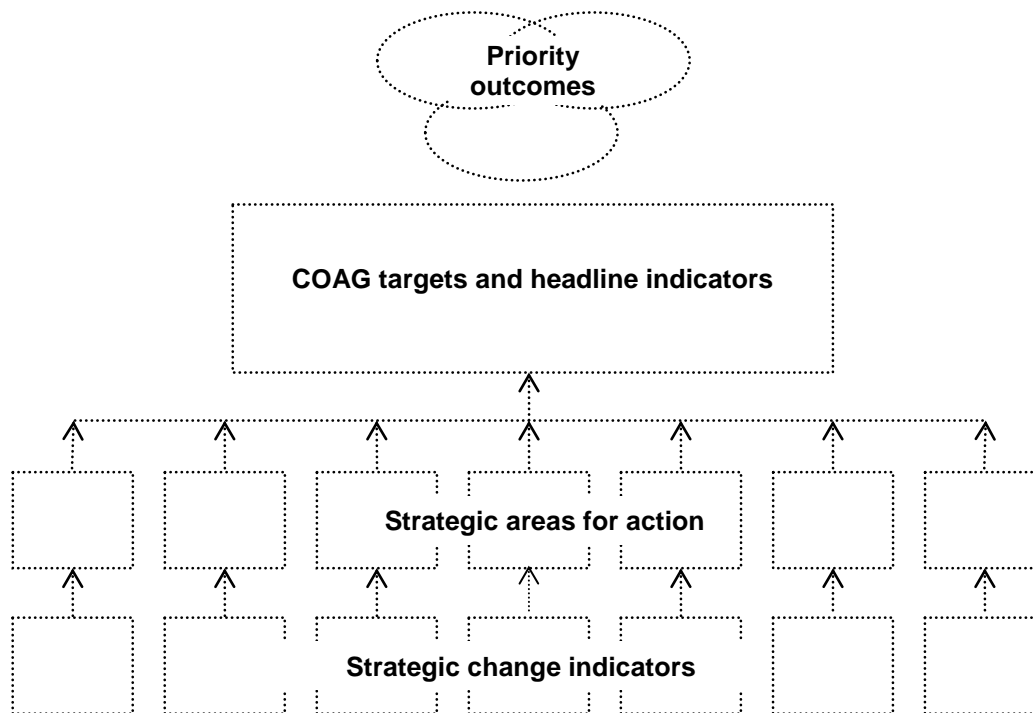 Priority
outcomes
COAG targets and headline indicators
Strategic areas for action
Strategic change indicators